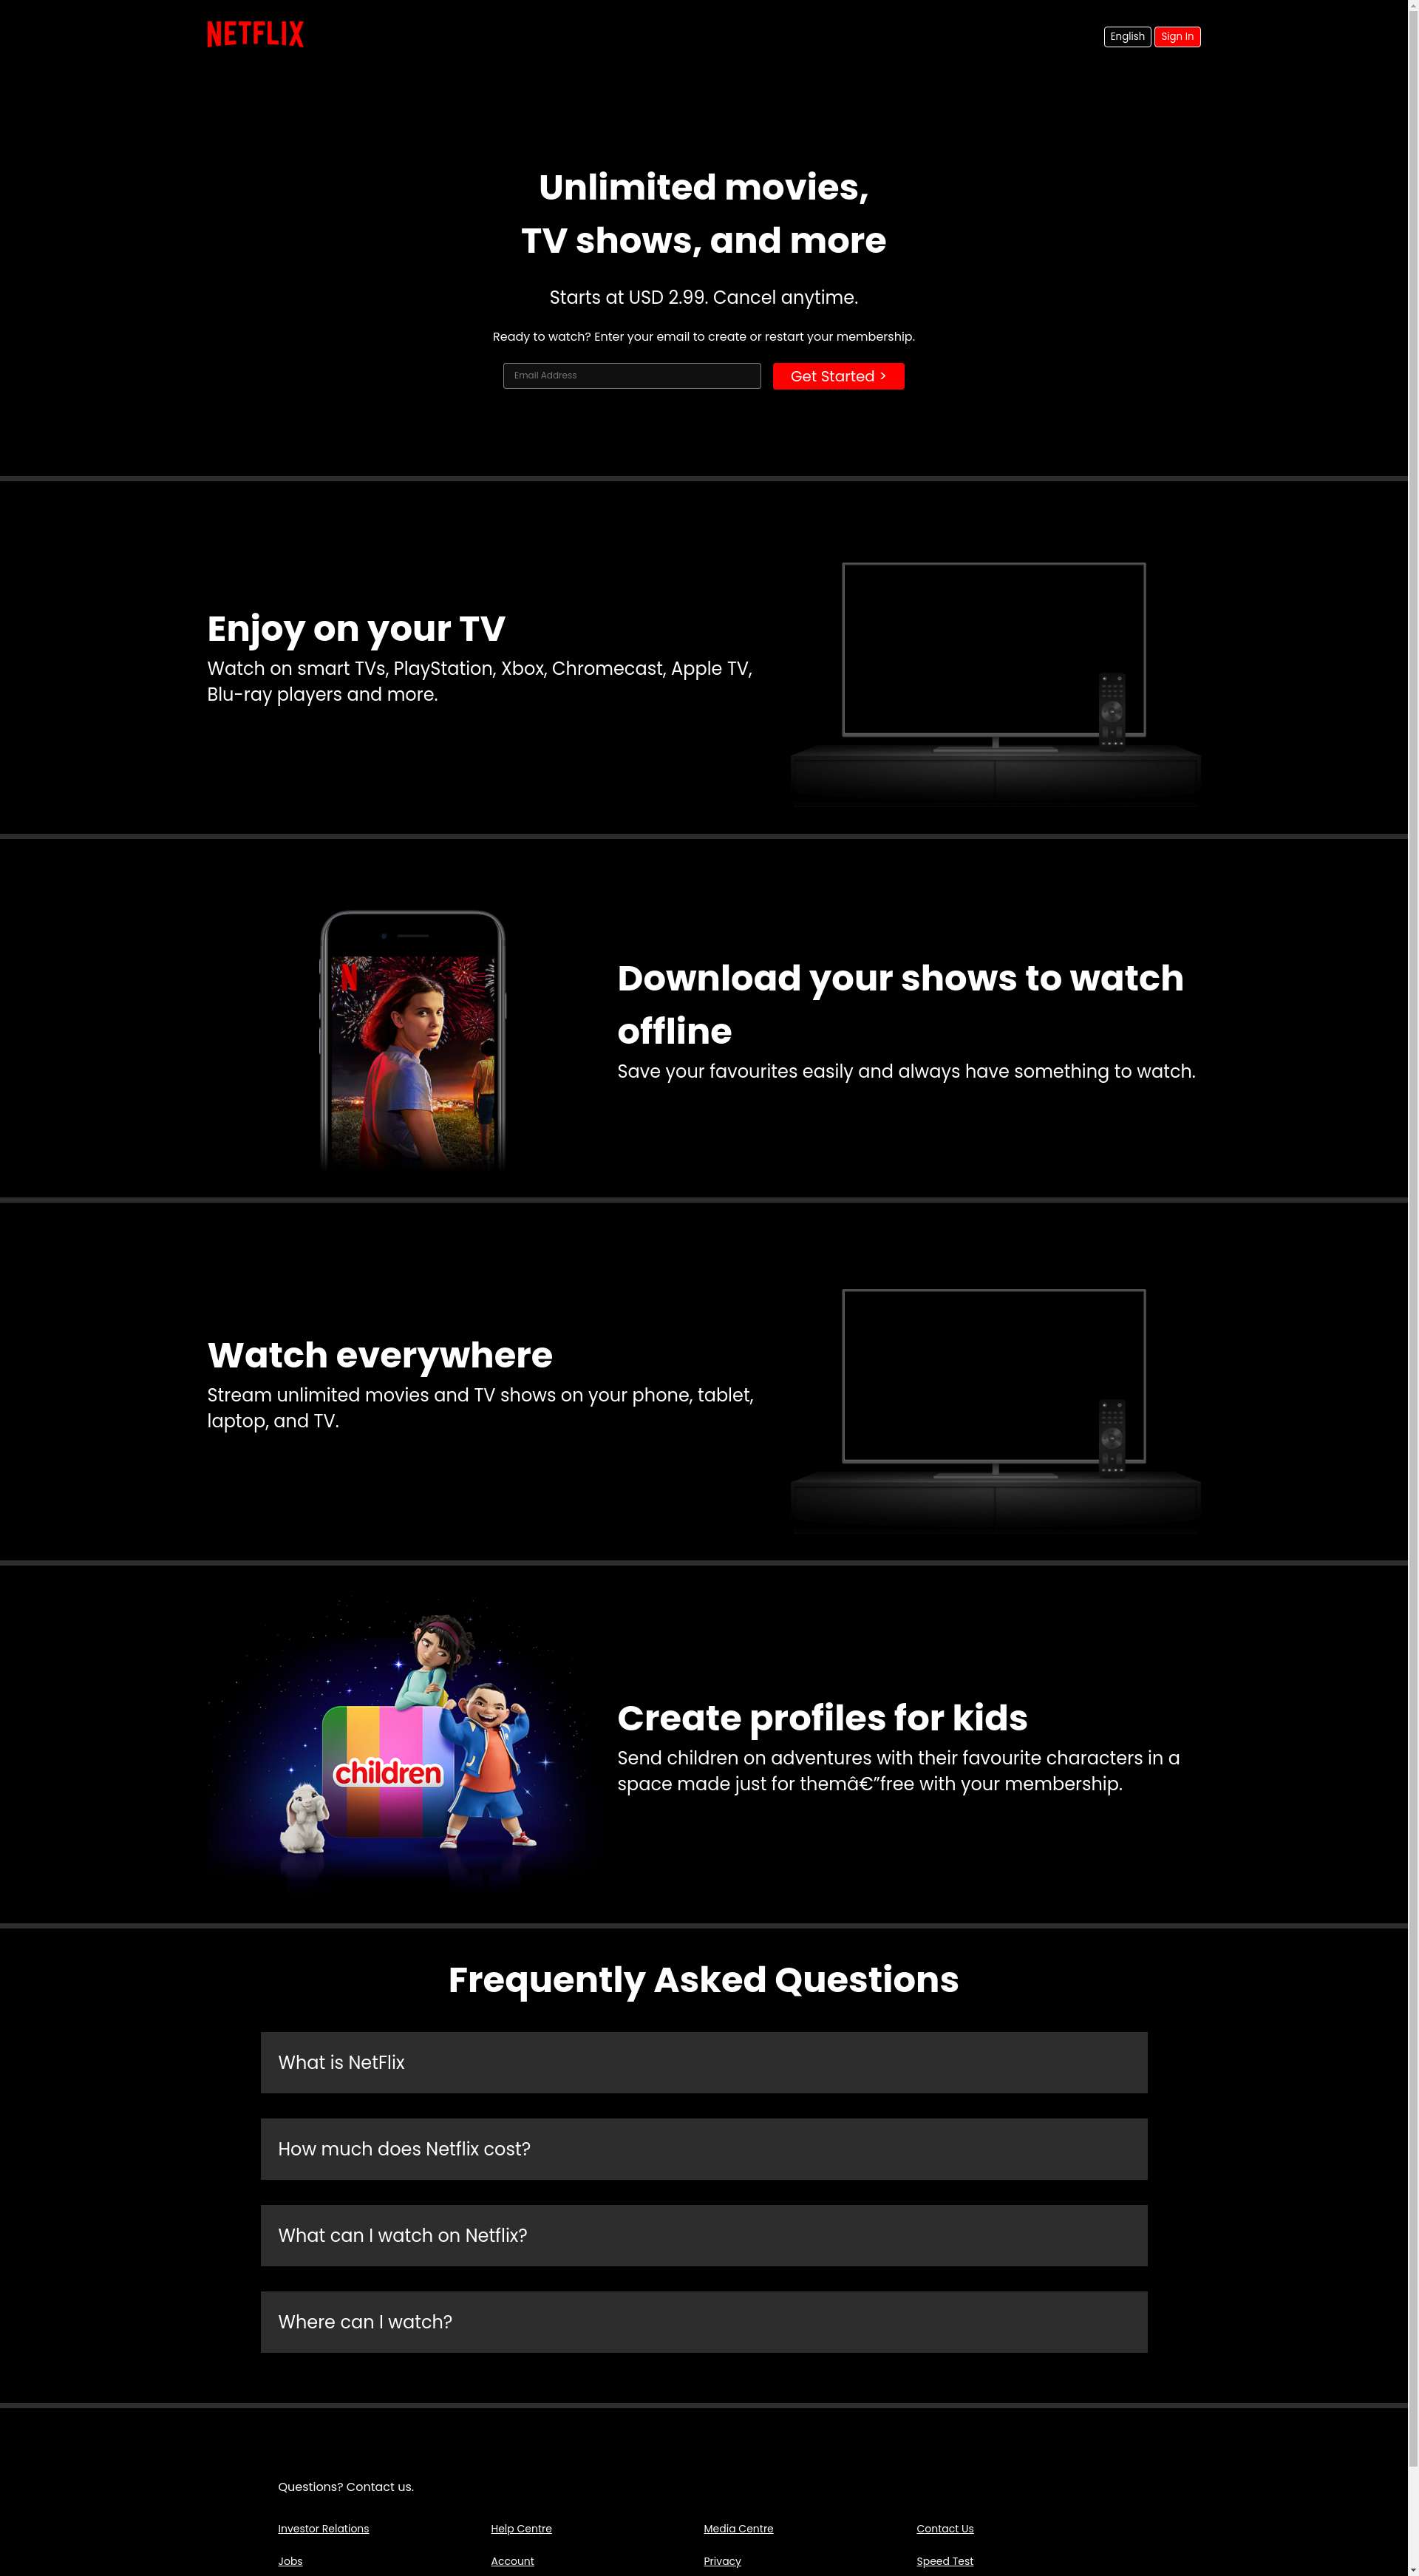 NETFLIX
English Sign In
Unlimited movies,
TV shows, and more
Starts at USD 2.99. Cancel anytime.
Ready to watch? Enter your email to create or restart your membership.
Email Address Get Started >
Enjoy on your TV
Watch on smart TVs, PlayStation, Xbox, Chromecast, Apple TV,
Blu-ray players and more.
N
Download your shows to watch
offline
Save your favourites easily and always have something to watch.
Watch everywhere
Stream unlimited movies and TV shows on your phone, tablet,
laptop, and TV.
children
Create profiles for kids
Send children on adventures with their favourite characters in a
space made just for themâ€”free with your membership.
Frequently Asked Questions
What is NetFlix
How much does Netflix cost?
What can I watch on Netflix?
Where can I watch?
Questions? Contact us.
Investor Relations Help Centre Media Centre Contact Us
Jobs Account Privacy Speed Test